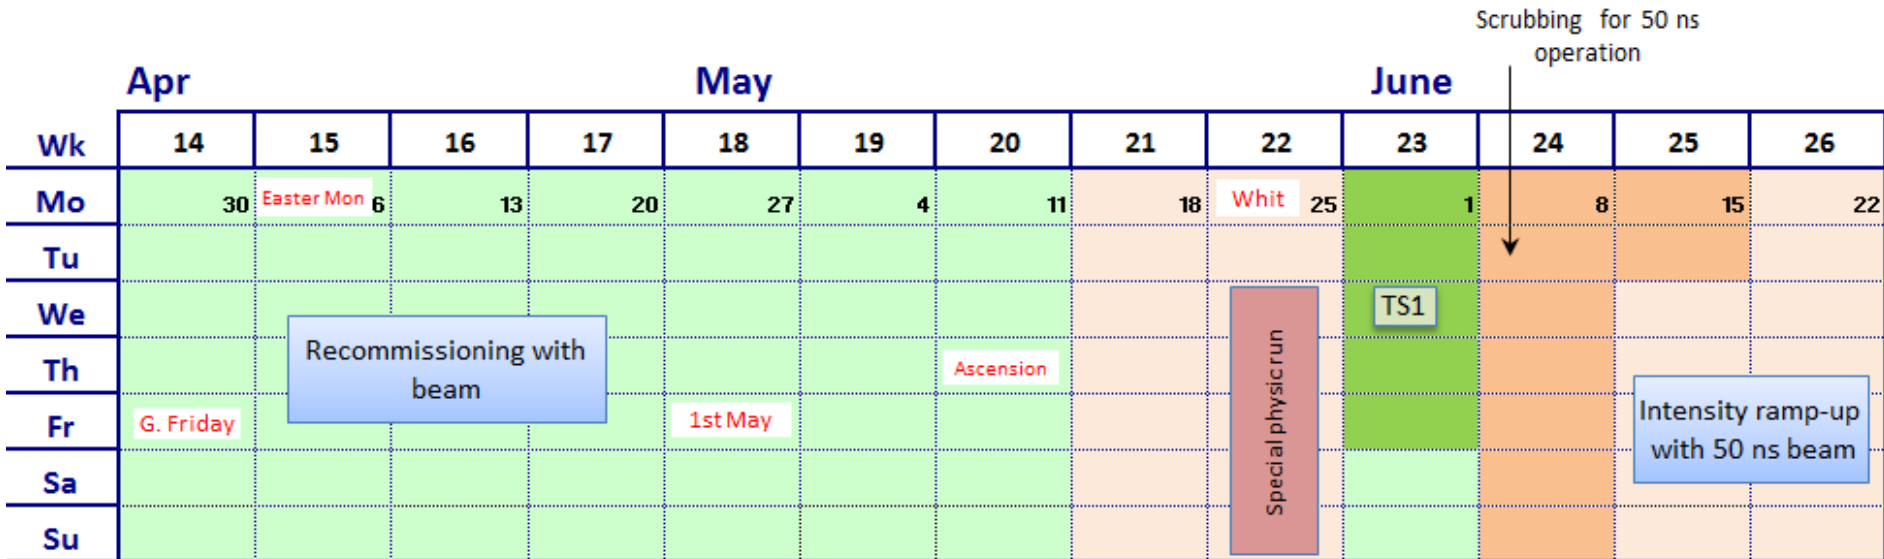 Scrubbing for 50 ns
operation
Apr May June
Wk 14 15 16 17 18 19 20 21 22 23 24 25 26
Mo 30 Easter Mon 6 13 20 27 4 11 18 Whit 25 1 8 15 22
Tu
We
TS1
Recommissioning with
beam
Th
Ascension
Fr
G. Friday
1st May
Special physic run
Intensity ramp-up
with 50 ns beam
Sa
Su